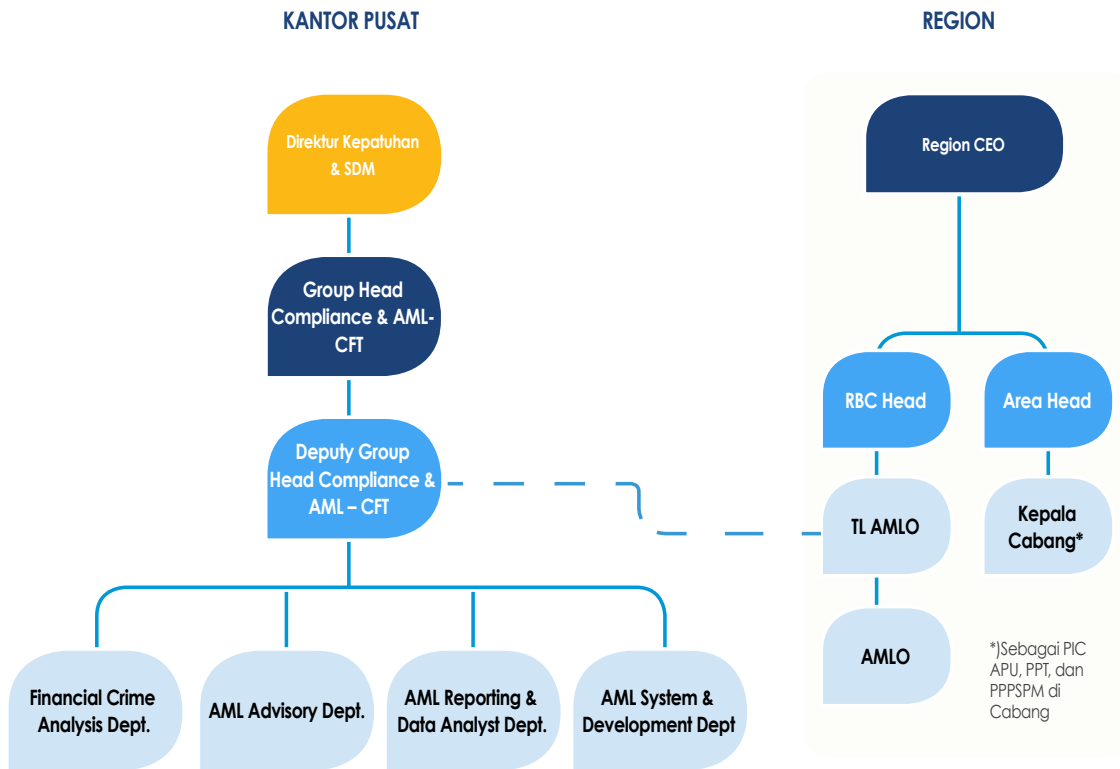 KANTOR PUSAT
Direktur Kepatuhan
& SDM
Group Head
Compliance & AML-
CFT
Deputy Group
Head Compliance &
AML – CFT
Financial Crime
Analysis Dept.
AML Advisory Dept.
AML Reporting &
Data Analyst Dept.
AML System &
Development Dept
REGION
Region CEO
RBC Head
Area Head
TL AMLO
Kepala
Cabang*
AMLO
*)Sebagai PIC
APU, PPT, dan
PPPSPM di
Cabang